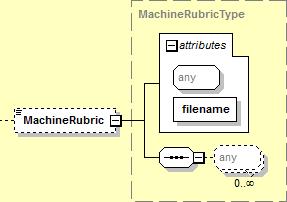 MachineRubricType
attributes
any
filename
MachineRubric
any
0..∞